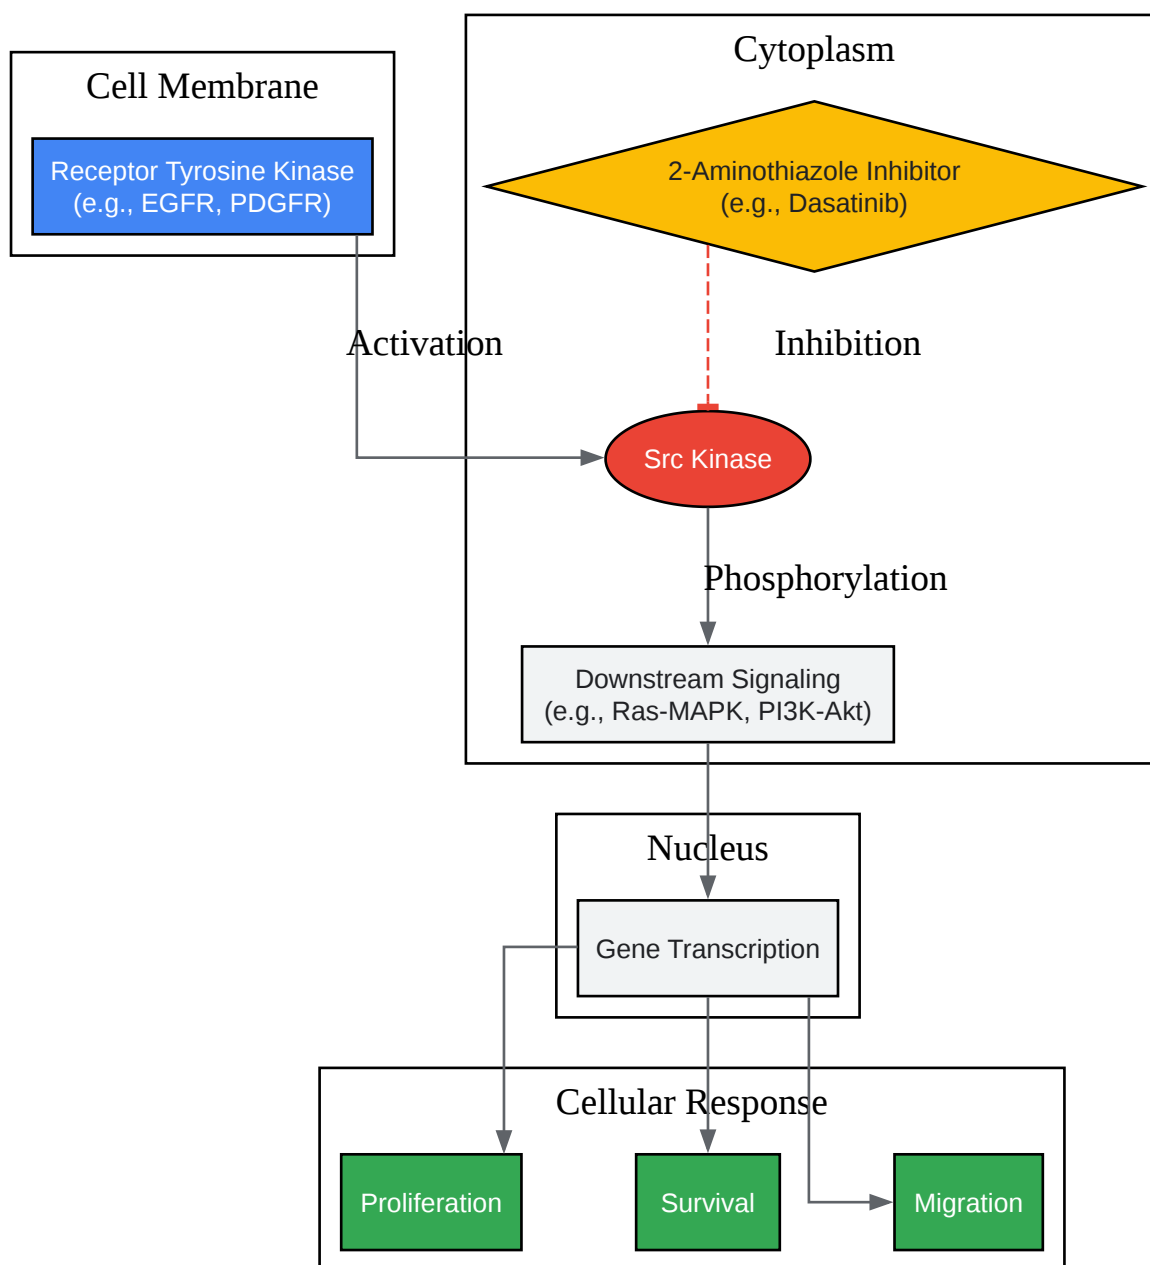 Cytoplasm
Cell Membrane
Receptor Tyrosine Kinase
(e.g., EGFR, PDGFR)
2-Aminothiazole Inhibitor
(e.g., Dasatinib)
Activation
Inhibition
Src Kinase
Phosphorylation
Downstream Signaling
(e.g., Ras-MAPK, PI3K-Akt)
Nucleus
Gene Transcription
Cellular Response
Proliferation
Survival
Migration